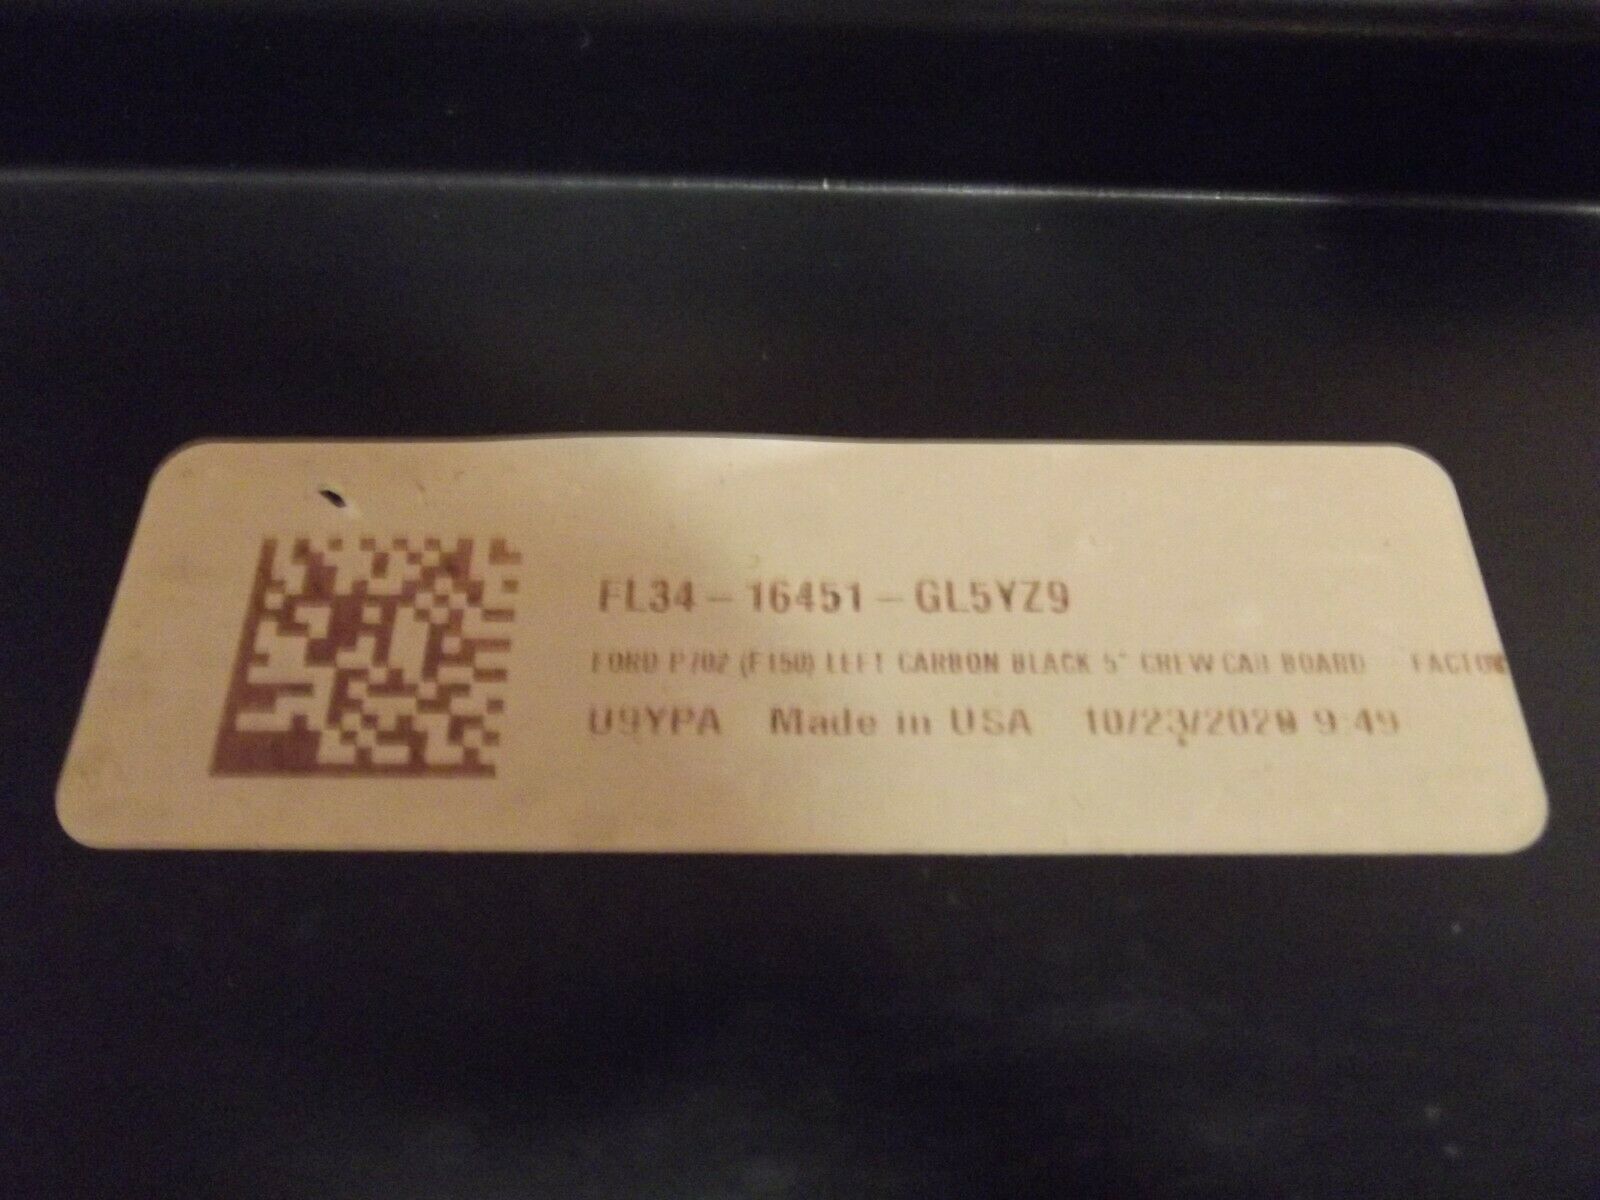 FL34-16451-GL5YZ9
FORD P702 (F150) LEFT CARBON BLACK 5" CREW CAB BOARD
U9YPA Made in USA 10/23/2020 9:49